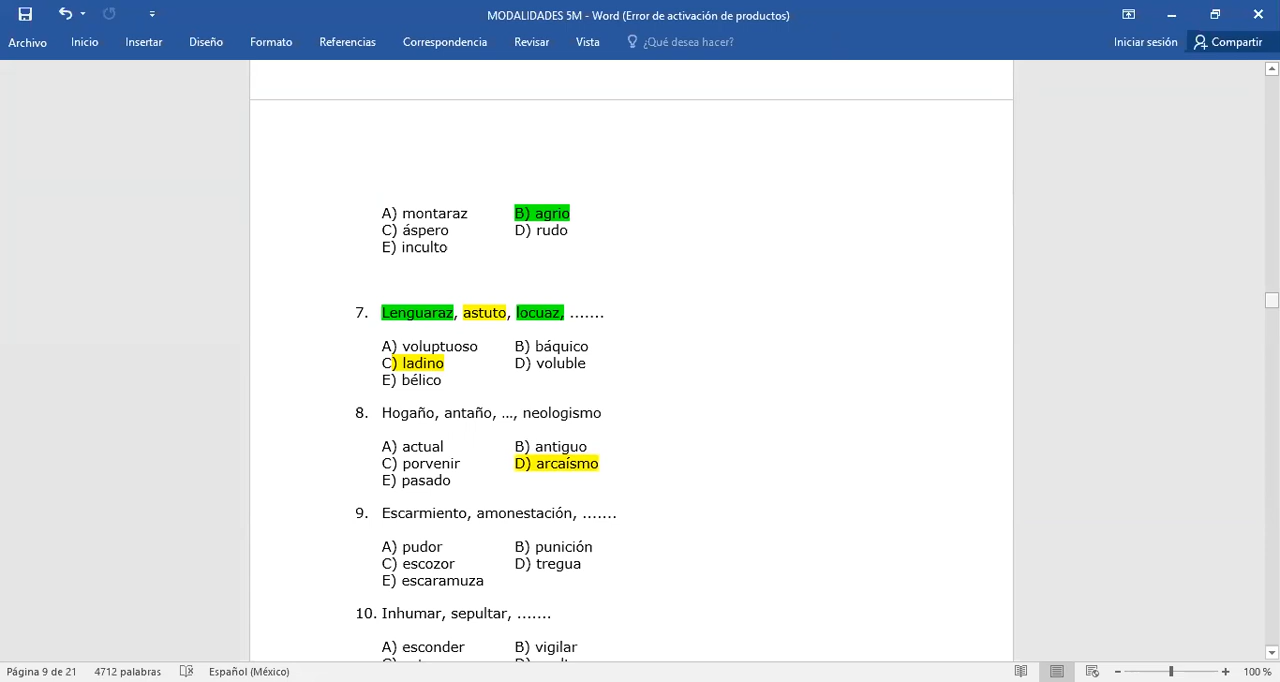 MODALIDADES 5M - Word (Error de activación de productos)
Archivo Inicio Insertar Diseño Formato Referencias Correspondencia Revisar Vista ¿Qué desea hacer? Iniciar sesión Compartir
A) montaraz B) agrio
C) áspero D) rudo
E) inculto
7. Lenguaraz, astuto, locuaz, .......
A) voluptuoso B) báquico
C) ladino D) voluble
E) bélico
8. Hogaño, antaño, ..., neologismo
A) actual B) antiguo
C) porvenir D) arcaísmo
E) pasado
9. Escarmiento, amonestación, .......
A) pudor B) punición
C) escozor D) tregua
E) escaramuza
10. Inhumar, sepultar, .......
A) esconder B) vigilar
Página 9 de 21 4712 palabras Español (México) 100 %